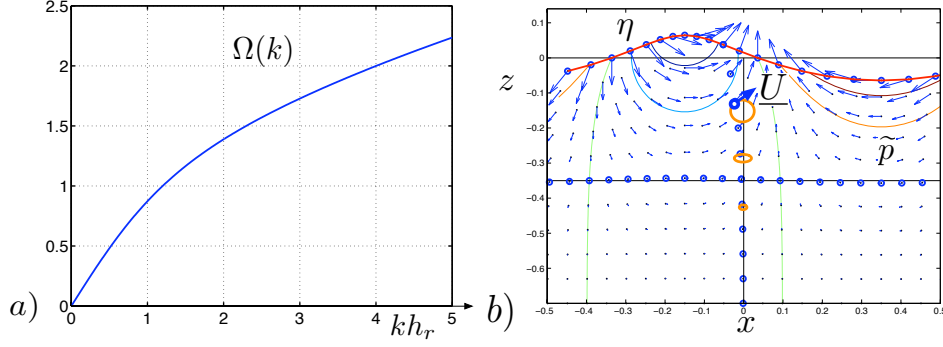 2.5
2.0
1.5
1.0
0.5
0
Ω(k)
0 1 2 3 4 5
kh_r
a)
0.1
0
−0.1
−0.2
−0.3
−0.4
−0.5
−0.6
z
η
U
p̃
−0.5 −0.4 −0.3 −0.2 −0.1 0 0.1 0.2 0.3 0.4 0.5
x
b)